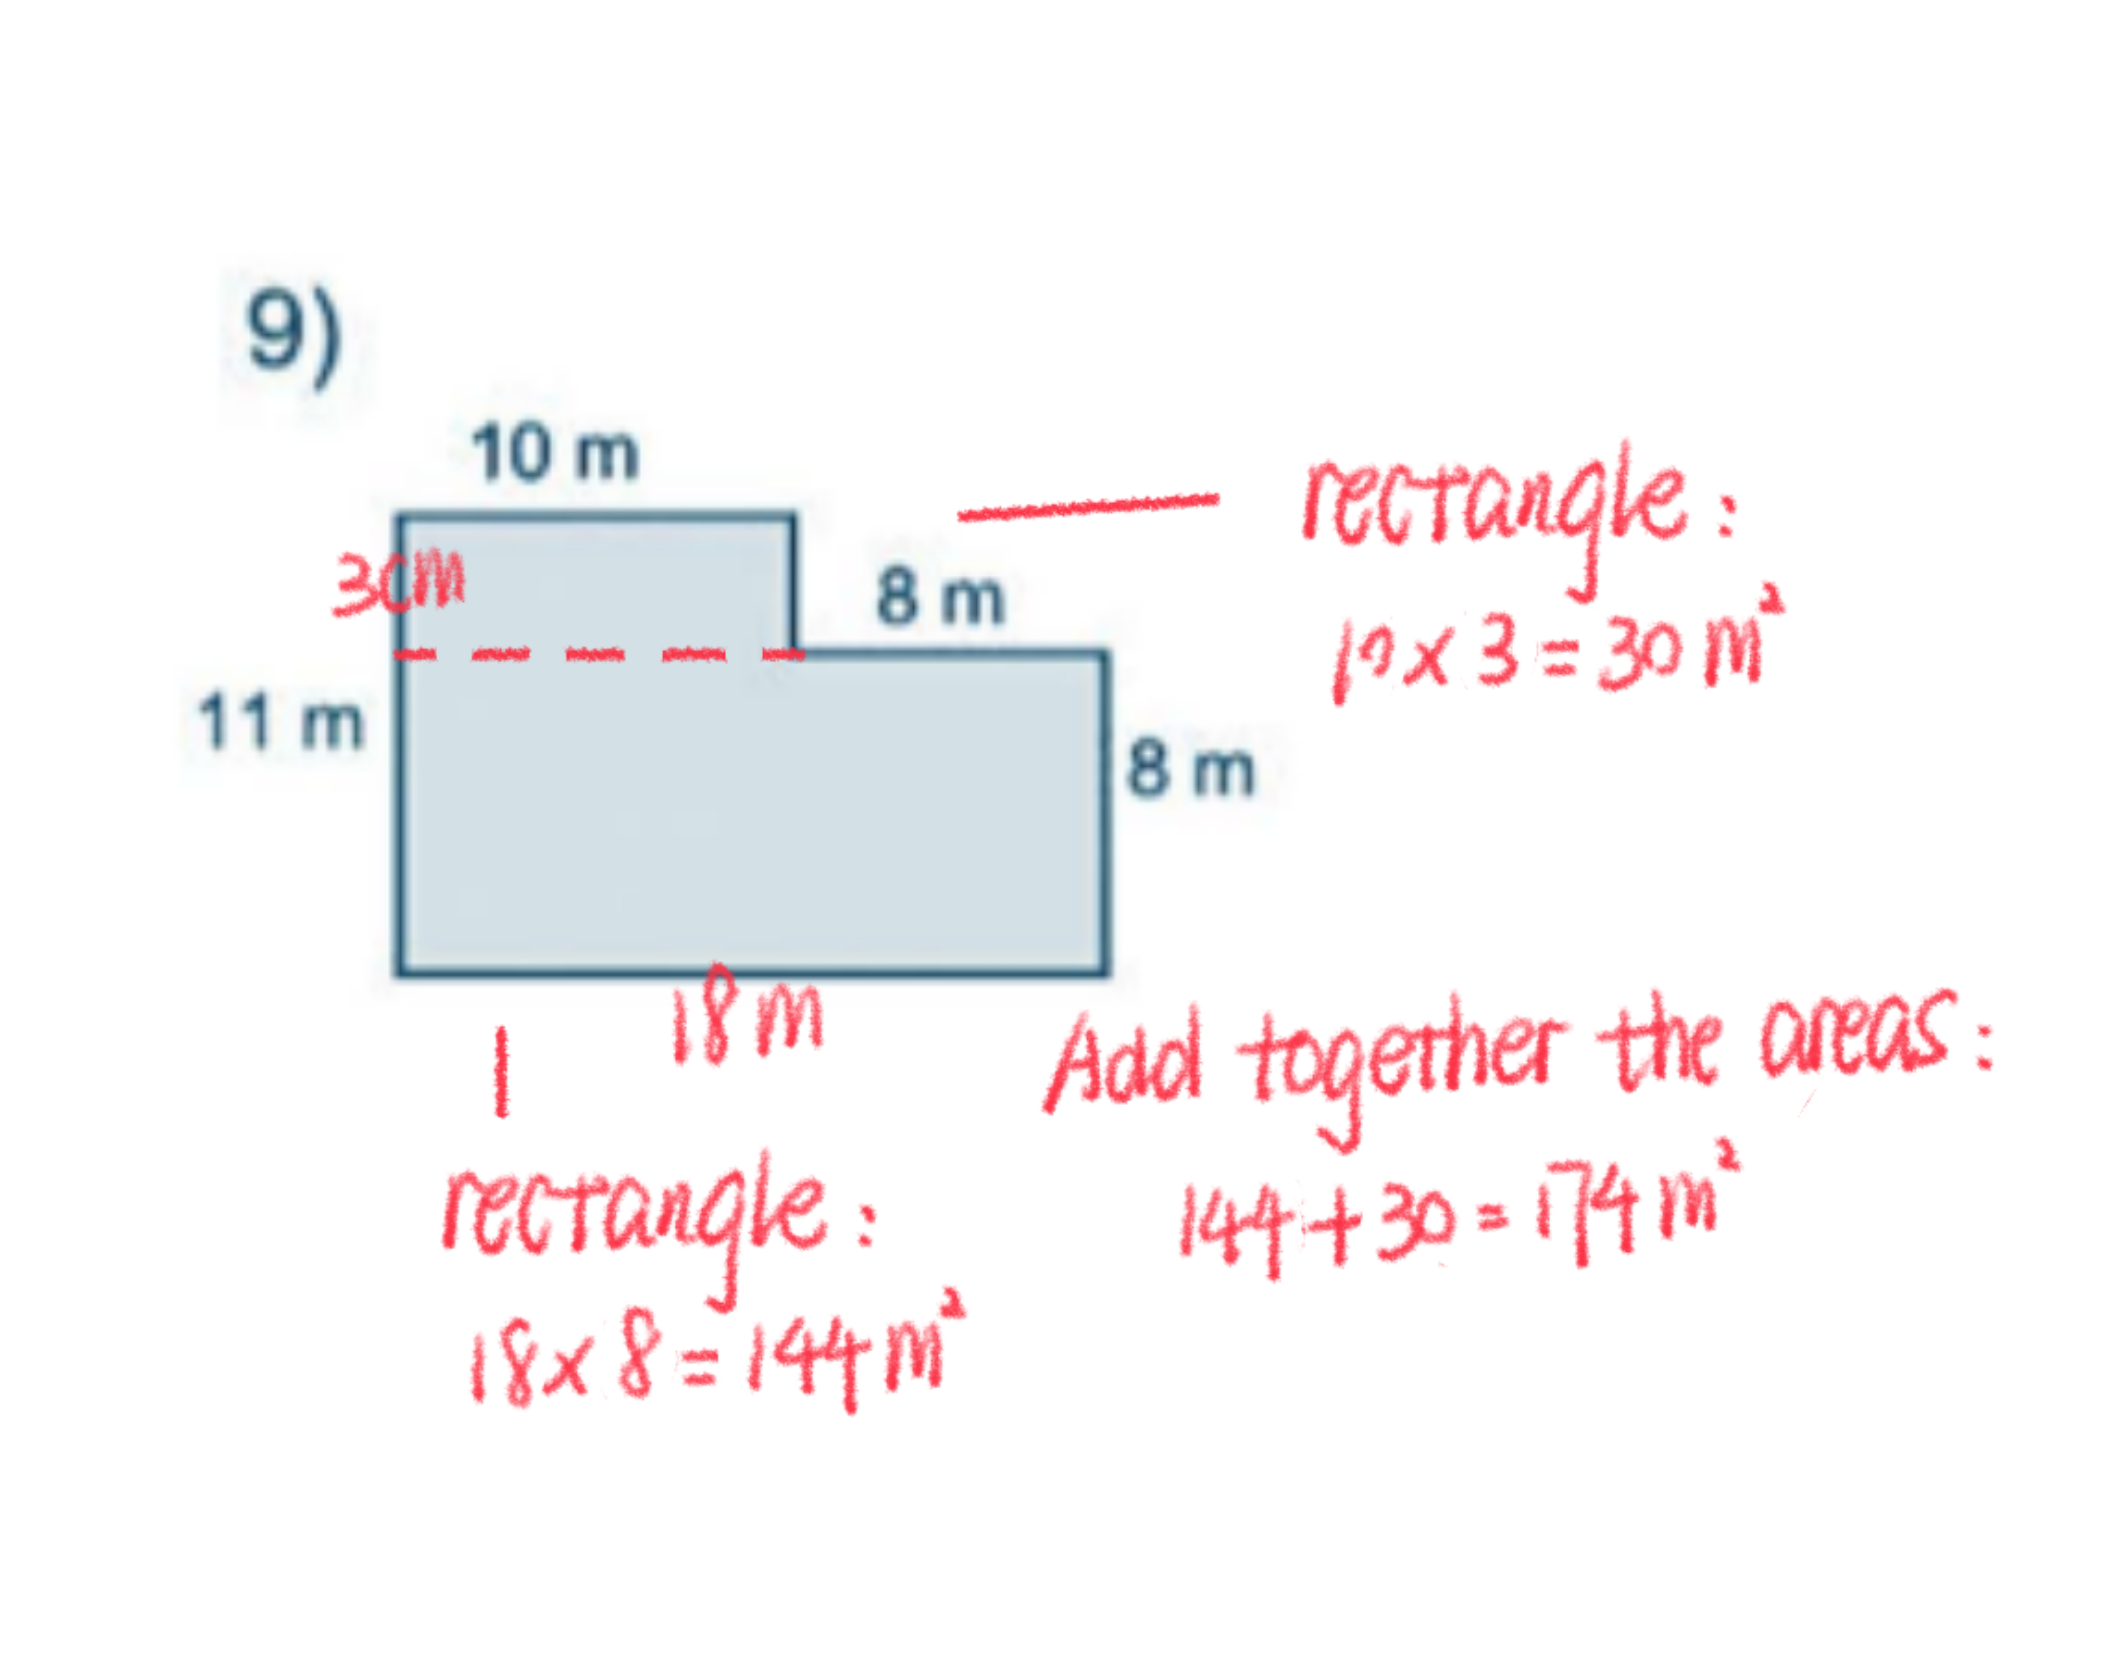 9)
10 m
rectangle:
3cm
8 m
10 x 3 = 30 m²
11 m
8 m
18 m
Add together the areas:
144 + 30 = 174 m²
rectangle:
18 x 8 = 144 m²